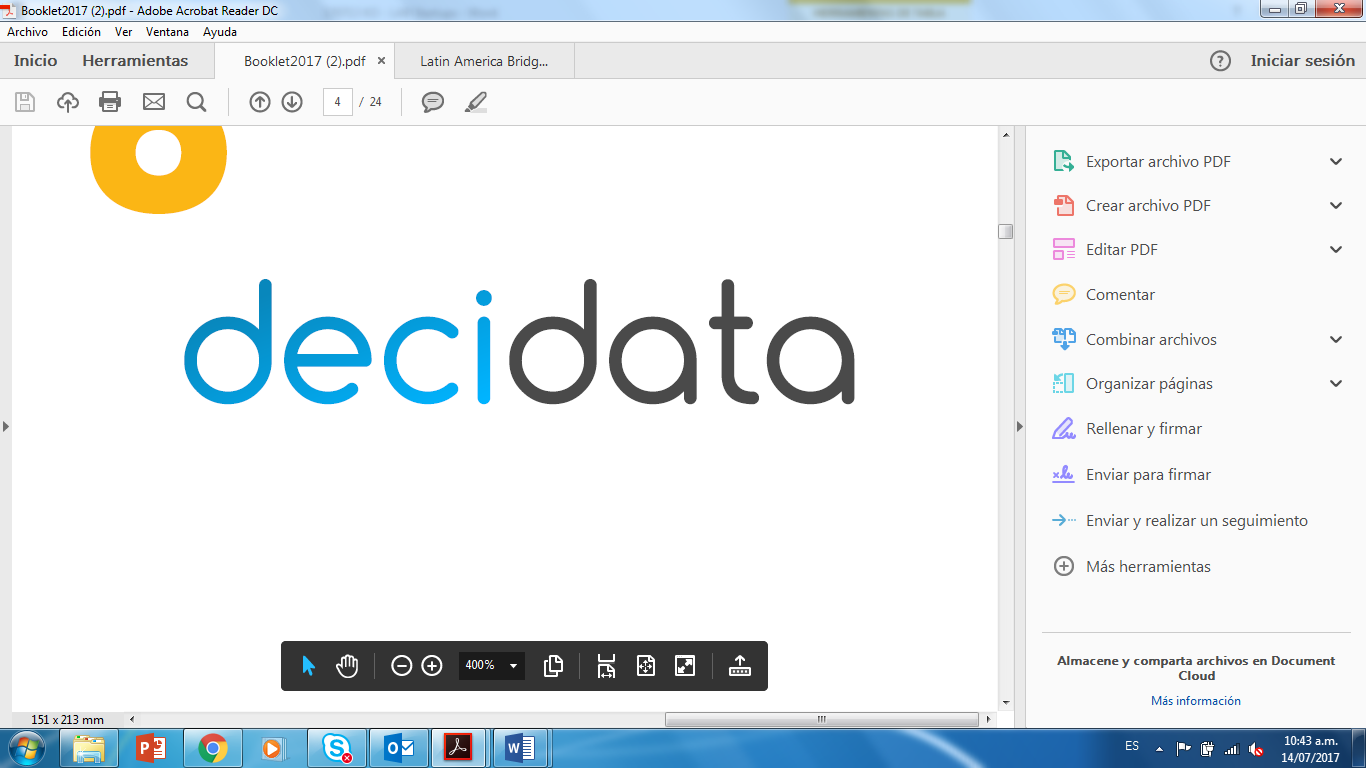 Booklet2017 (2).pdf - Adobe Acrobat Reader DC
Archivo Edición Ver Ventana Ayuda
Inicio Herramientas Booklet2017 (2).pdf × Latin America Bridg... ? Iniciar sesión
4 / 24
decidata
Exportar archivo PDF
Crear archivo PDF
Editar PDF
Comentar
Combinar archivos
Organizar páginas
Rellenar y firmar
Enviar para firmar
Enviar y realizar un seguimiento
Más herramientas
Almacene y comparta archivos en Document
Cloud
Más información
400%
151 x 213 mm
ES
10:43 a.m.
14/07/2017